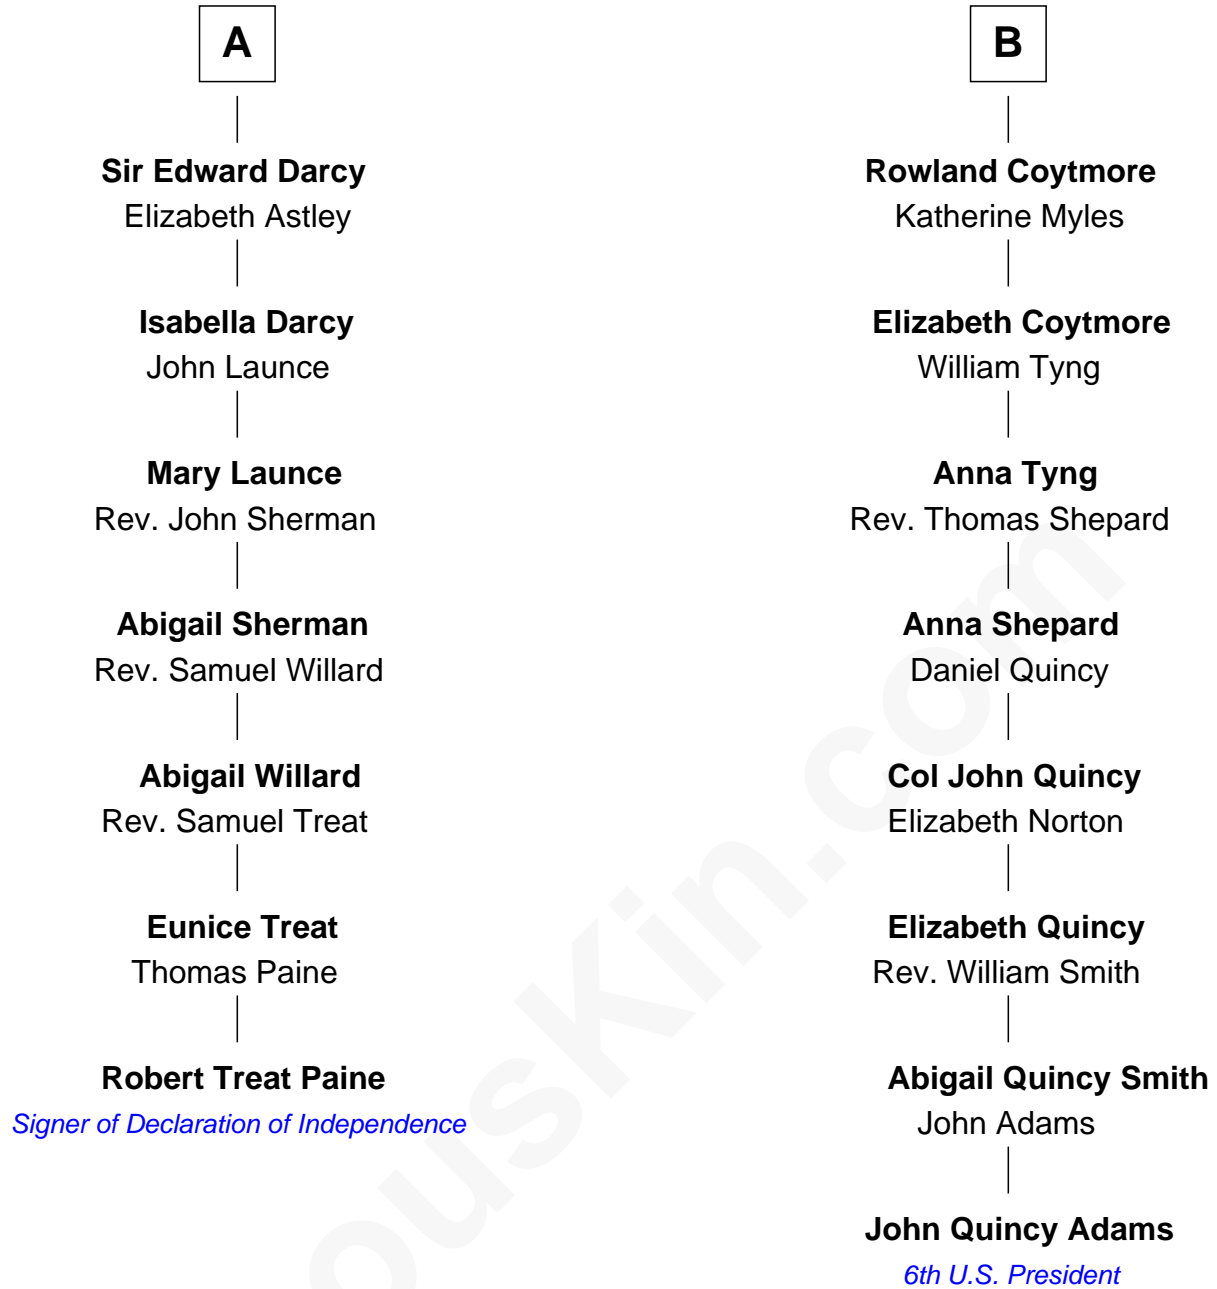 A
Sir Edward Darcy
Elizabeth Astley
Isabella Darcy
John Launce
Mary Launce
Rev. John Sherman
Abigail Sherman
Rev. Samuel Willard
Abigail Willard
Rev. Samuel Treat
Eunice Treat
Thomas Paine
Robert Treat Paine
Signer of Declaration of Independence
B
Rowland Coytmore
Katherine Myles
Elizabeth Coytmore
William Tyng
Anna Tyng
Rev. Thomas Shepard
Anna Shepard
Daniel Quincy
Col John Quincy
Elizabeth Norton
Elizabeth Quincy
Rev. William Smith
Abigail Quincy Smith
John Adams
John Quincy Adams
6th U.S. President
ousKin.com